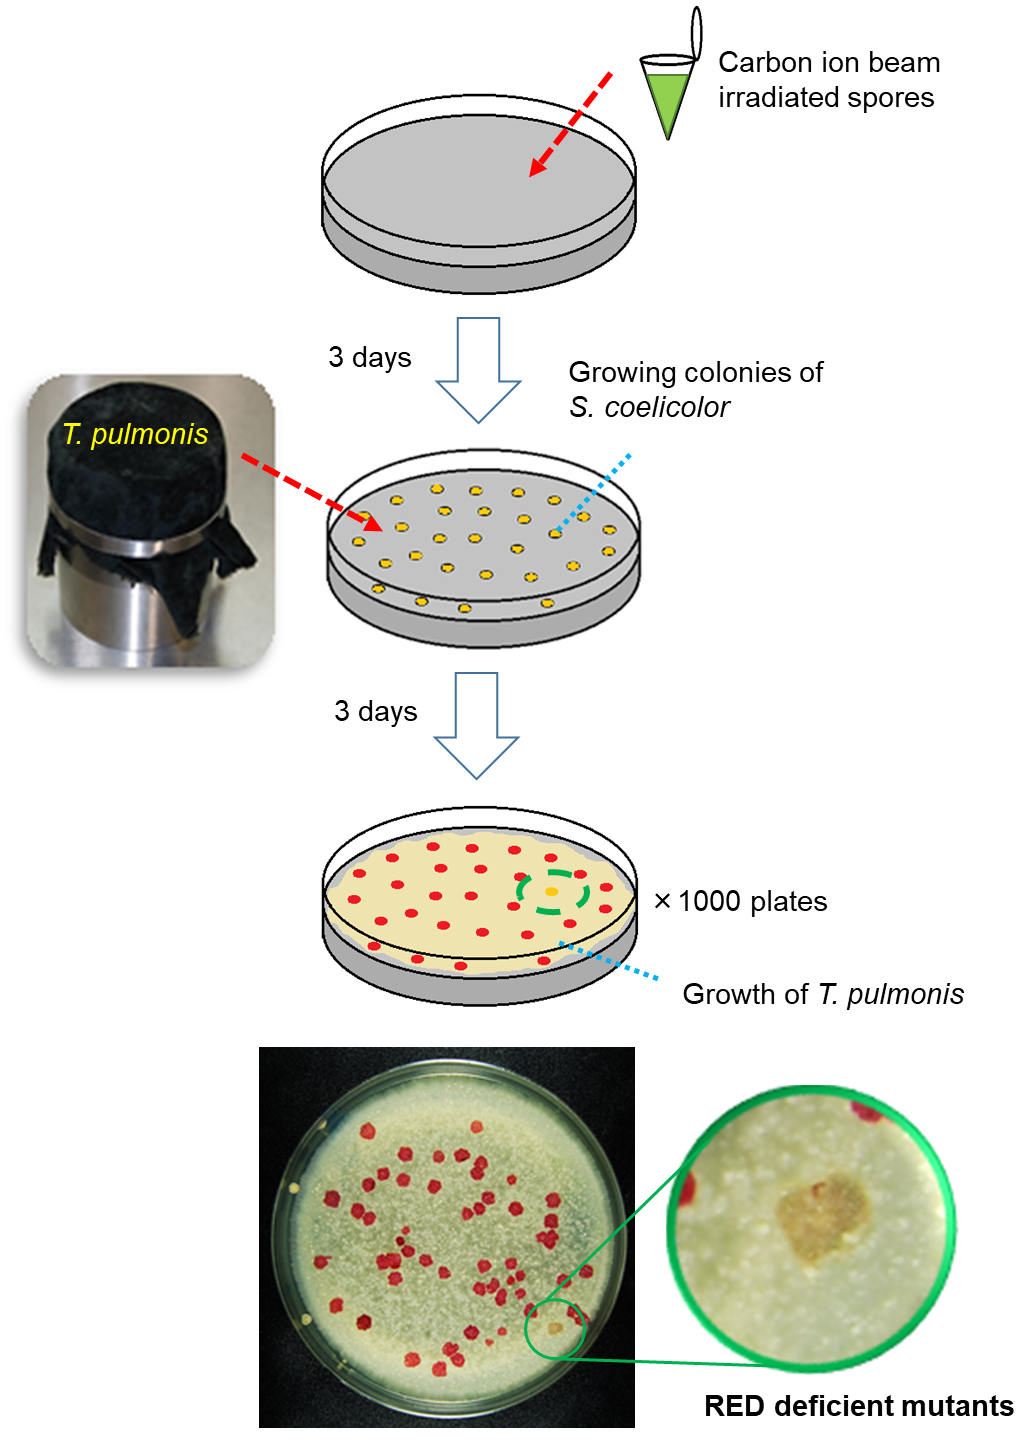 Carbon ion beam
irradiated spores
3 days
Growing colonies of
S. coelicolor
T. pulmonis
3 days
×1000 plates
Growth of T. pulmonis
RED deficient mutants